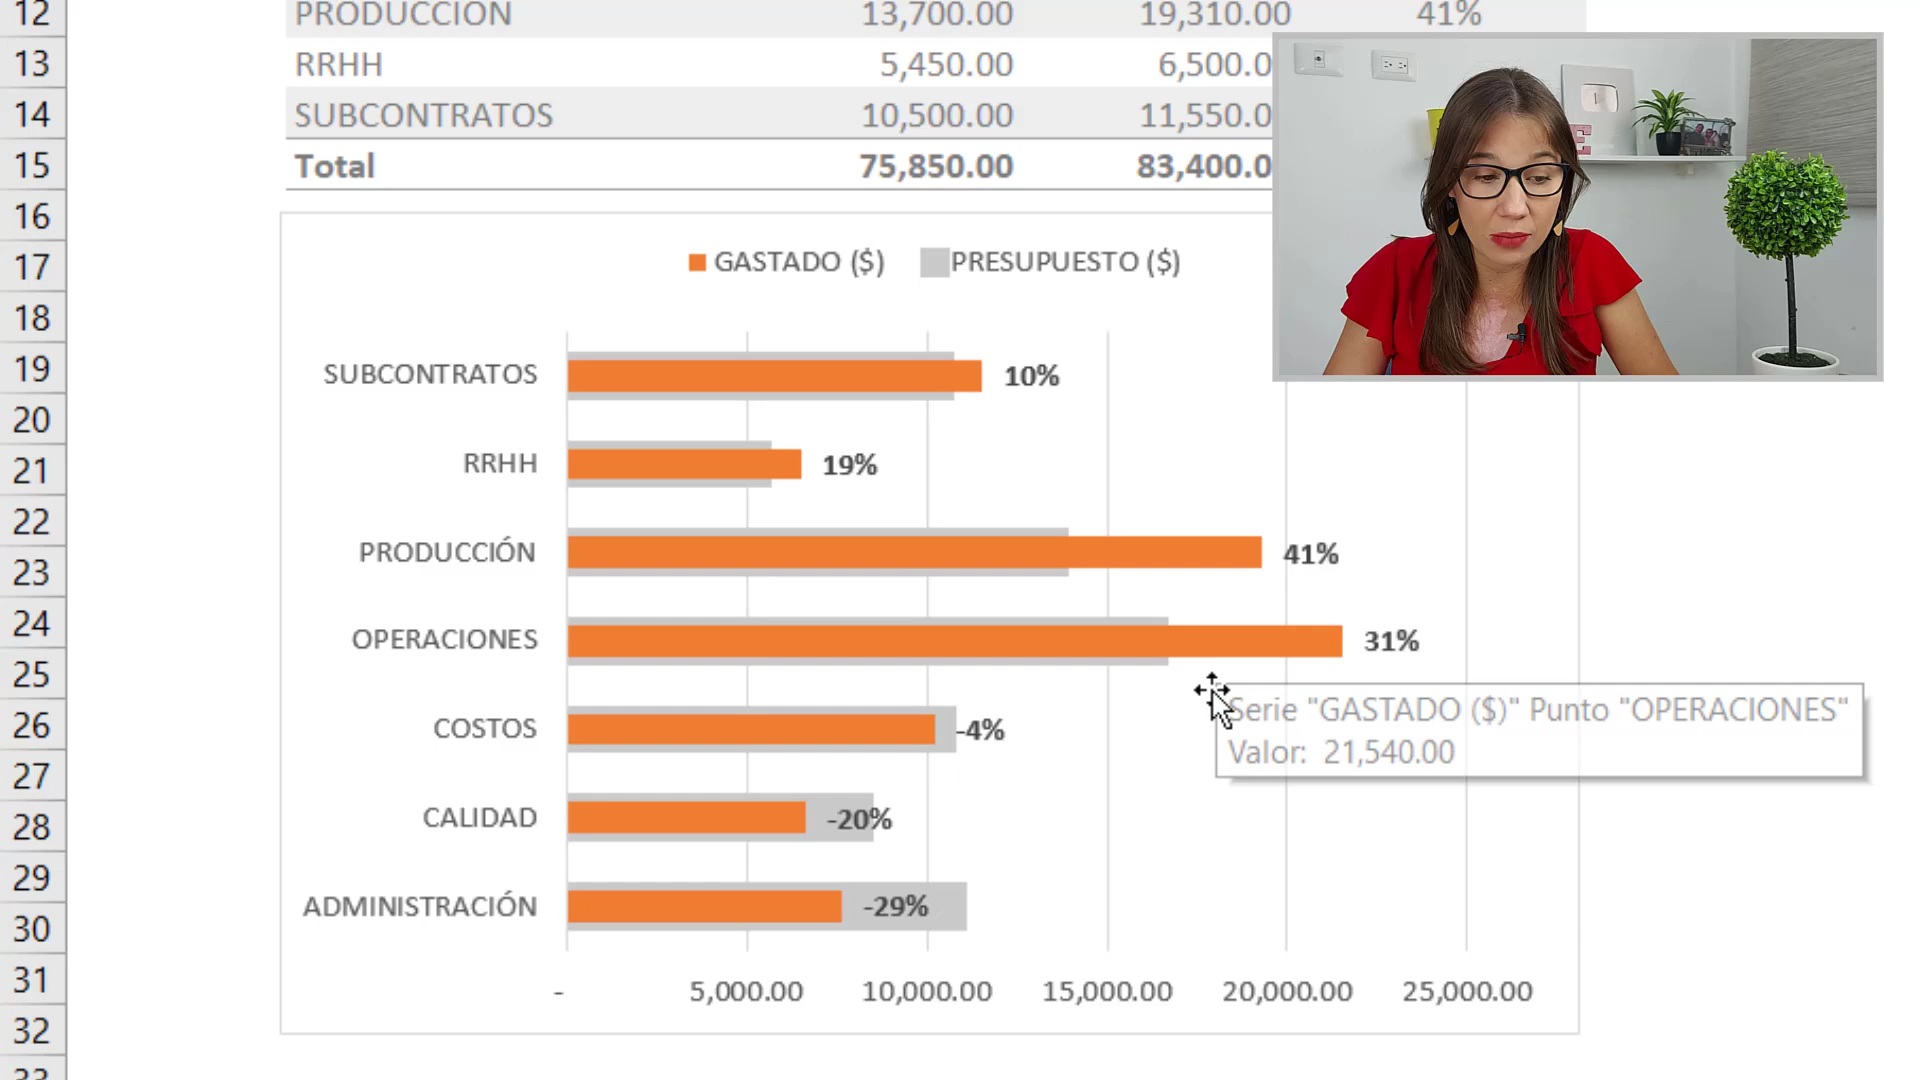 12 PRODUCCIÓN 13,700.00 19,310.00 41%
13 RRHH 5,450.00 6,500.0
14 SUBCONTRATOS 10,500.00 11,550.0
15 Total 75,850.00 83,400.0
16
17 GASTADO ($) PRESUPUESTO ($)
18
19 SUBCONTRATOS 10%
20
21 RRHH 19%
22
PRODUCCIÓN 41%
23
24 OPERACIONES 31%
25
Serie "GASTADO ($)" Punto "OPERACIONES"
26 COSTOS -4%
Valor: 21,540.00
27
28 CALIDAD -20%
29
30 ADMINISTRACIÓN -29%
31 - 5,000.00 10,000.00 15,000.00 20,000.00 25,000.00
32
33
E